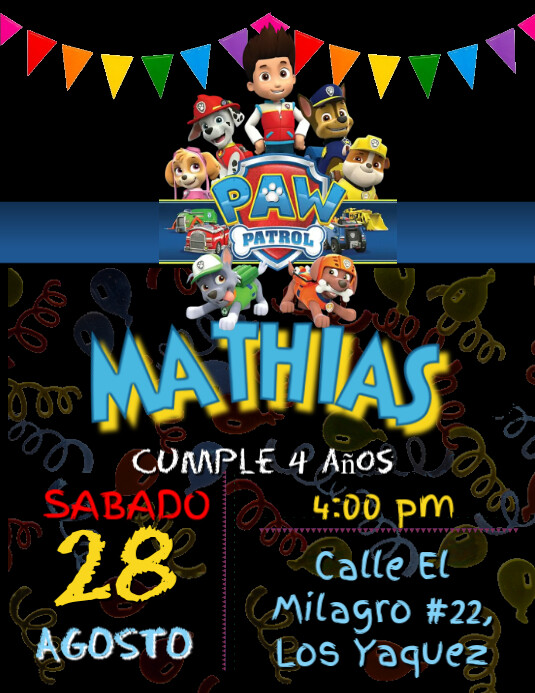 PAW
PATROL
MATHIAS
CUMPLE 4 AñOS
SABADO
28
AGOSTO
4:00 pm
Calle El
Milagro #22,
Los Yaquez